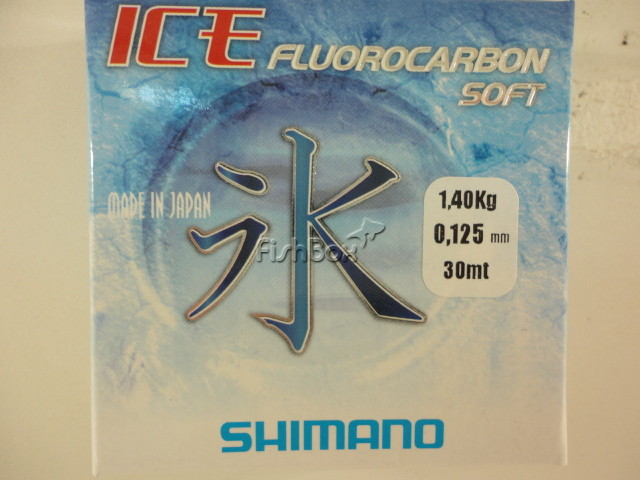 ICE FLUOROCARBON
SOFT
MADE IN JAPAN
氷
FishBox
1,40Kg
0,125 mm
30mt
SHIMANO